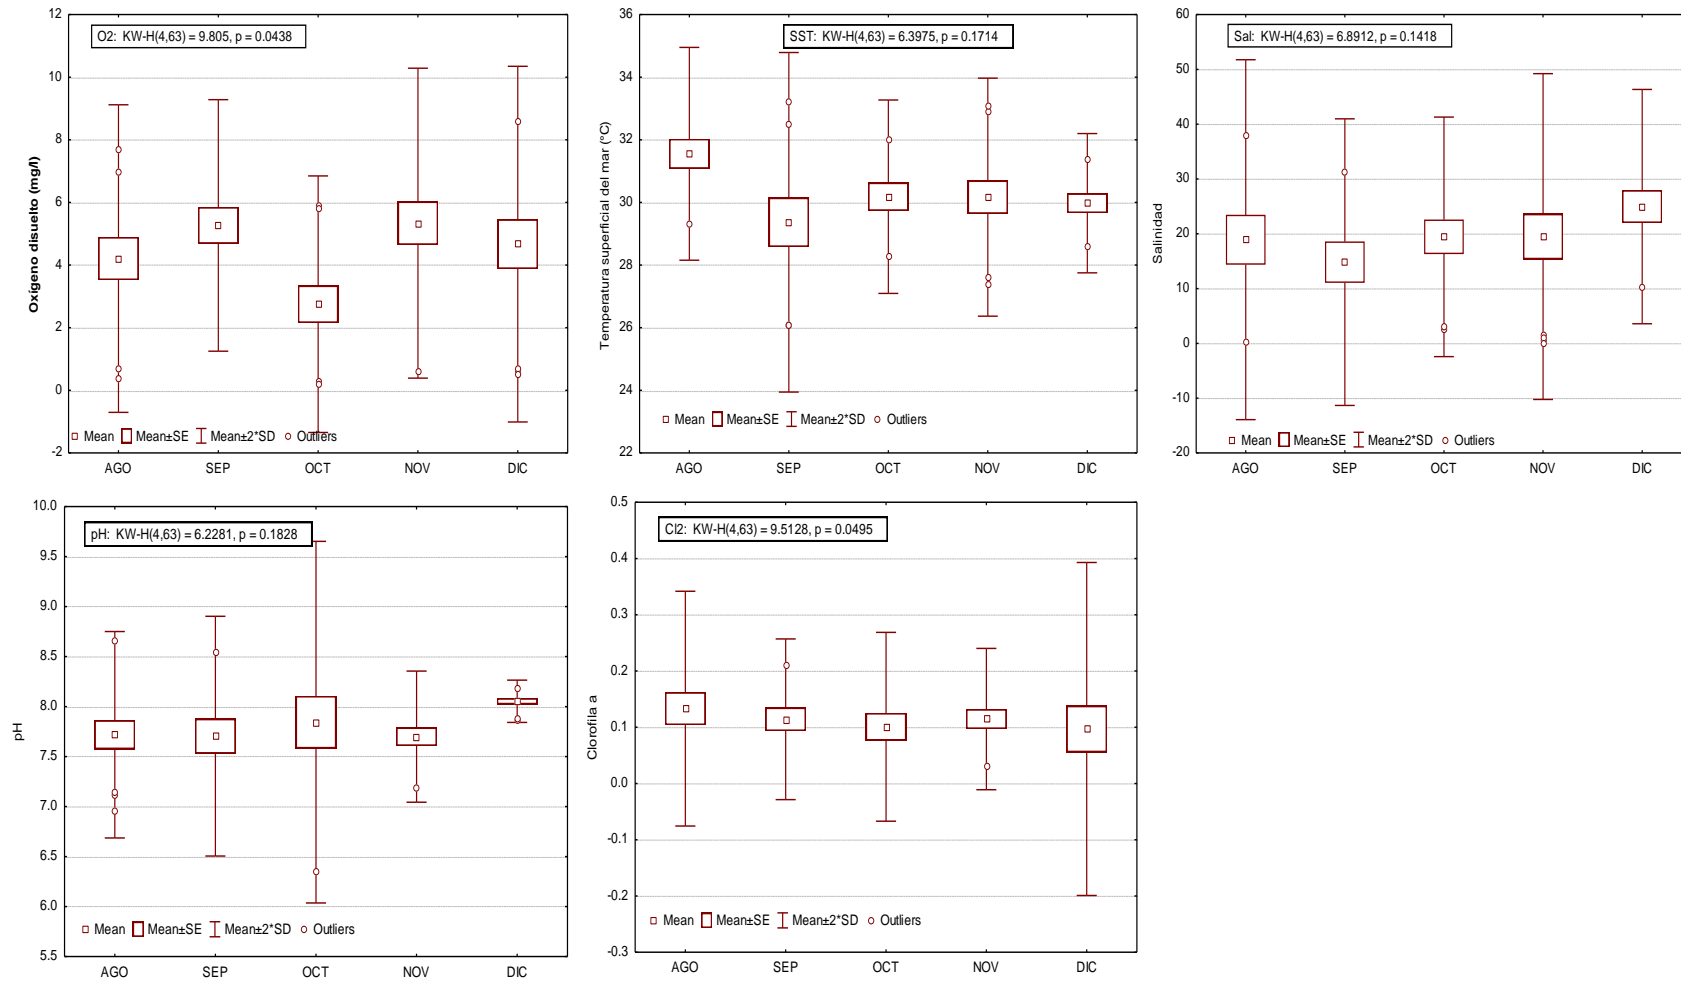 O2: KW-H(4,63) = 9.805, p = 0.0438
Oxígeno disuelto (mg/l)
12
10
8
6
4
2
0
-2
Mean Mean±SE Mean±2*SD Outliers
AGO SEP OCT NOV DIC
SST: KW-H(4,63) = 6.3975, p = 0.1714
Temperatura superficial del mar (°C)
36
34
32
30
28
26
24
22
Mean Mean±SE Mean±2*SD Outliers
AGO SEP OCT NOV DIC
Sal: KW-H(4,63) = 6.8912, p = 0.1418
Salinidad
60
50
40
30
20
10
0
-10
-20
Mean Mean±SE Mean±2*SD Outliers
AGO SEP OCT NOV DIC
pH: KW-H(4,63) = 6.2281, p = 0.1828
pH
10.0
9.5
9.0
8.5
8.0
7.5
7.0
6.5
6.0
5.5
Mean Mean±SE Mean±2*SD Outliers
AGO SEP OCT NOV DIC
Cl2: KW-H(4,63) = 9.5128, p = 0.0495
Clorofila a
0.5
0.4
0.3
0.2
0.1
0.0
-0.1
-0.2
-0.3
Mean Mean±SE Mean±2*SD Outliers
AGO SEP OCT NOV DIC